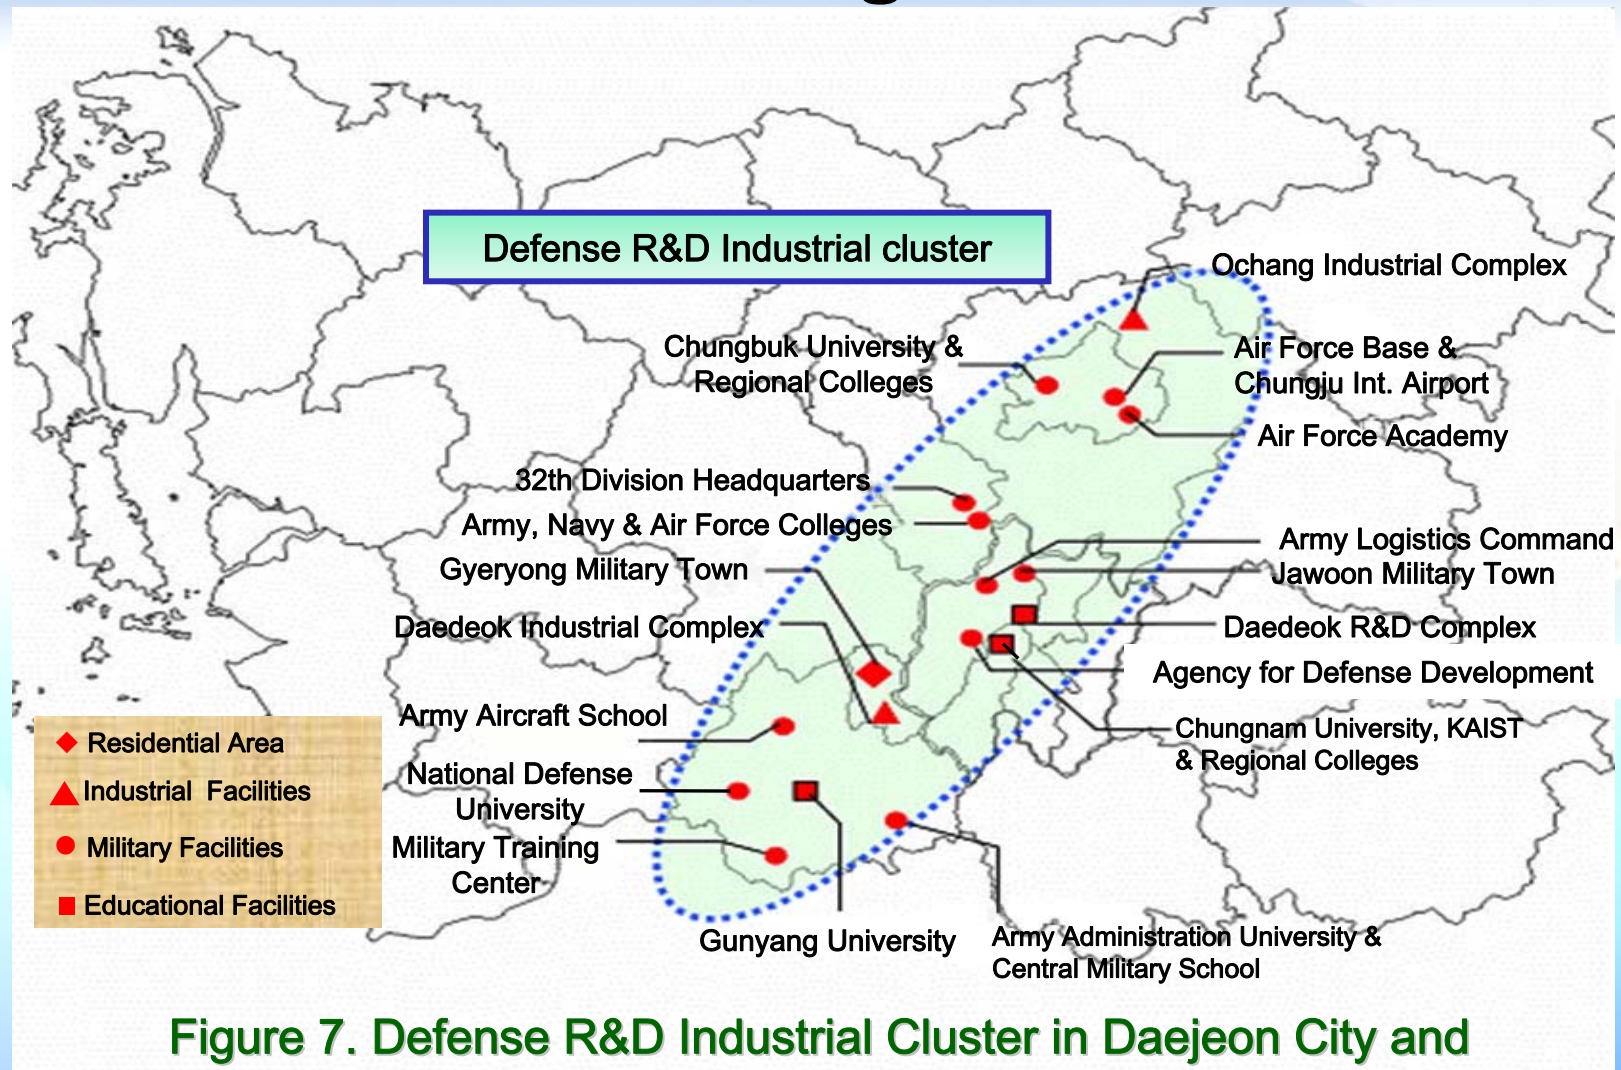 Defense R&D Industrial cluster
Ochang Industrial Complex
Chungbuk University &
Regional Colleges
Air Force Base &
Chungju Int. Airport
Air Force Academy
32th Division Headquarters
Army, Navy & Air Force Colleges
Gyeryong Military Town
Army Logistics Command
Jawoon Military Town
Daedeok Industrial Complex
Daedeok R&D Complex
Agency for Defense Development
Army Aircraft School
Chungnam University, KAIST
& Regional Colleges
National Defense
University
Military Training
Center
Residential Area
Industrial Facilities
Military Facilities
Educational Facilities
Gunyang University
Army Administration University &
Central Military School
Figure 7. Defense R&D Industrial Cluster in Daejeon City and